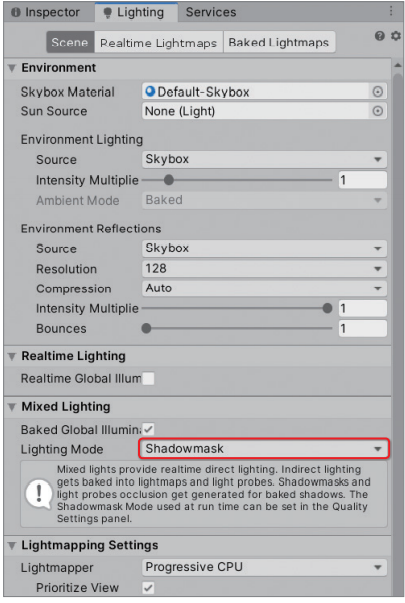 Inspector Lighting Services
Scene Realtime Lightmaps Baked Lightmaps
Environment
Skybox Material Default-Skybox
Sun Source None (Light)
Environment Lighting
Source Skybox
Intensity Multiplie 1
Ambient Mode Baked
Environment Reflections
Source Skybox
Resolution 128
Compression Auto
Intensity Multiplie 1
Bounces 1
Realtime Lighting
Realtime Global Illum
Mixed Lighting
Baked Global Illumin
Lighting Mode Shadowmask
Mixed lights provide realtime direct lighting. Indirect lighting
gets baked into lightmaps and light probes. Shadowmasks and
light probes occlusion get generated for baked shadows. The
Shadowmask Mode used at run time can be set in the Quality
Settings panel.
Lightmapping Settings
Lightmapper Progressive CPU
Prioritize View